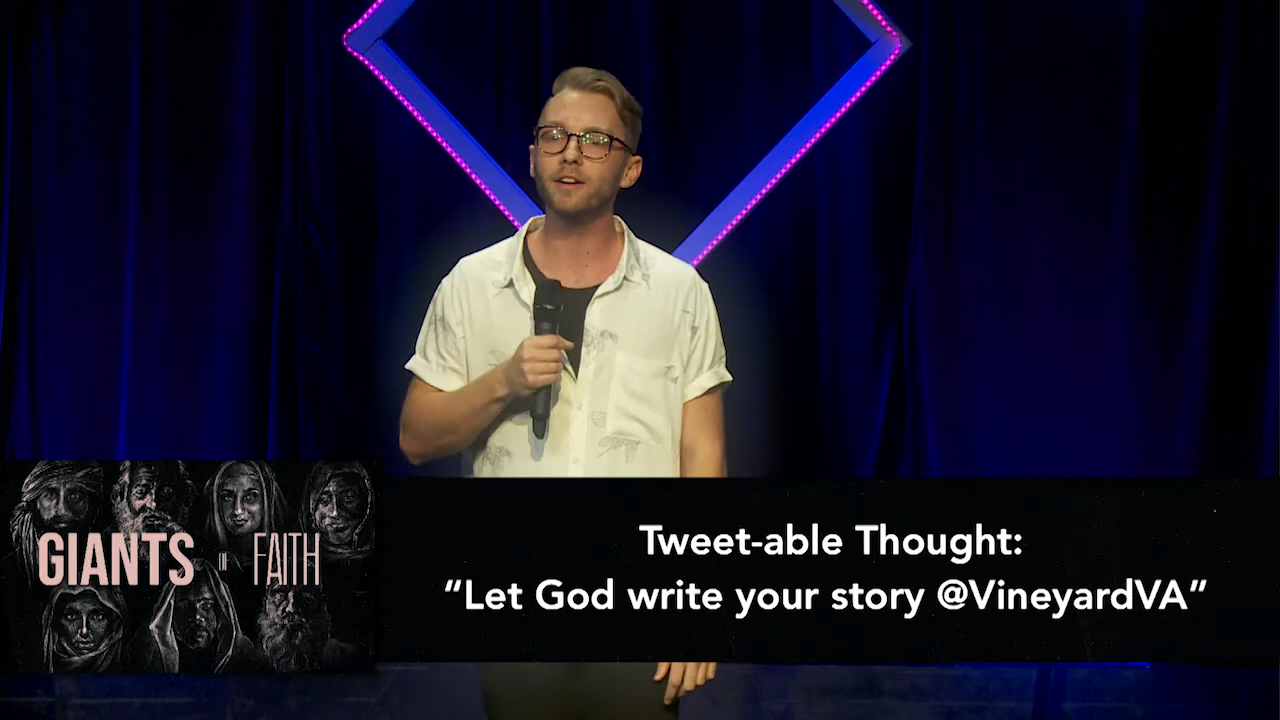 GIANTS OF FAITH
Tweet-able Thought:
“Let God write your story @VineyardVA”